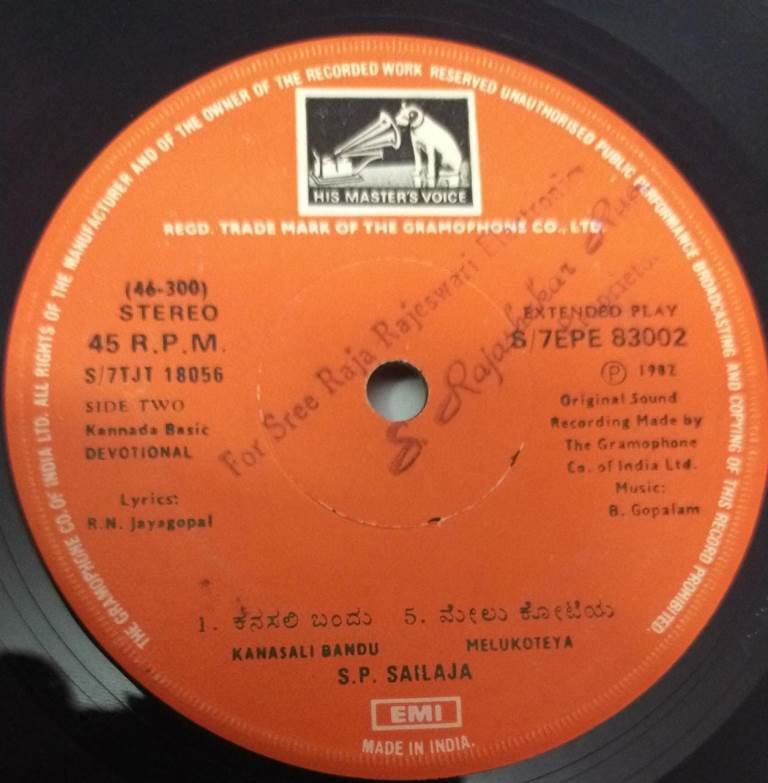 THE GRAMOPHONE CO. OF INDIA LTD. ALL RIGHTS OF THE MANUFACTURER AND OF THE OWNER OF THE RECORDED WORK RESERVED UNAUTHORISED PUBLIC PERFORMANCE BROADCASTING AND COPYING OF THIS RECORD PROHIBITED.
HIS MASTER'S VOICE
REGD. TRADE MARK OF THE GRAMOPHONE CO., LTD.
(46-300)
STEREO
45 R.P.M.
S/7TJT 18056
SIDE TWO
Kannada Basic
DEVOTIONAL
Lyrics:
R.N. Jayagopal
For Sree Raja Rajeswari Electronic
S. Rajashekar
Proprietor
EXTENDED PLAY
S/7EPE 83002
Ⓟ 1982
Original Sound
Recording Made by
The Gramophone
Co. of India Ltd.
Music:
B. Gopalam
1. ಕನಸಲಿ ಬಂದು 5. ಮೇಲು ಕೋಟೆಯ
KANASALI BANDU MELUKOTEYA
S.P. SAILAJA
EMI
MADE IN INDIA.